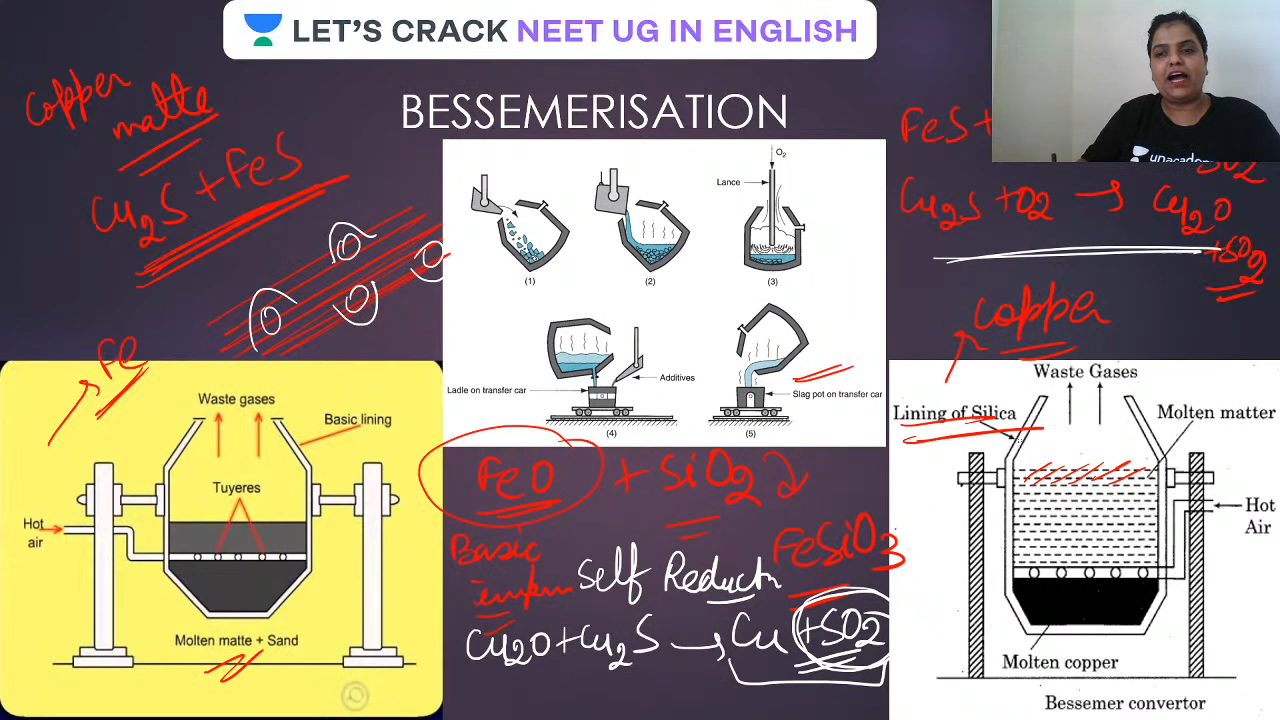 LET'S CRACK NEET UG IN ENGLISH
BESSEMERISATION
copper
matte
Cu2S + FeS
Fe
FeS +
SO2
Cu2S + O2 → Cu2O
+SO2
copper
O2
Lance
(1)
(2)
(3)
Ladle on transfer car
Additives
Slag pot on transfer car
(4)
(5)
Waste gases
Basic lining
Tuyeres
Hot
air
Molten matte + Sand
FeO + SiO2
Basic
FeSiO3
Self Reductn
Cu2O + Cu2S → Cu + SO2
Waste Gases
Lining of Silica
Molten matter
Hot
Air
Molten copper
Bessemer convertor